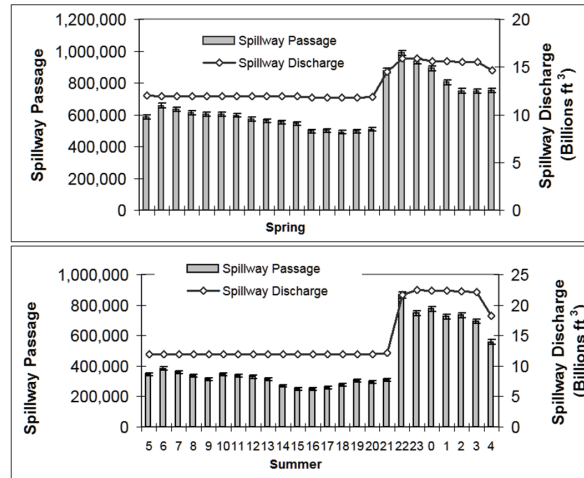 1,200,000
1,000,000
800,000
600,000
400,000
200,000
0
Spillway Passage
Spillway Passage
Spillway Discharge
20
15
10
5
0
Spillway Discharge
(Billions ft³)
Spring
1,000,000
800,000
600,000
400,000
200,000
0
Spillway Passage
Spillway Passage
Spillway Discharge
25
20
15
10
5
0
Spillway Discharge
(Billions ft³)
5 6 7 8 9 10 11 12 13 14 15 16 17 18 19 20 21 22 23 0 1 2 3 4
Summer